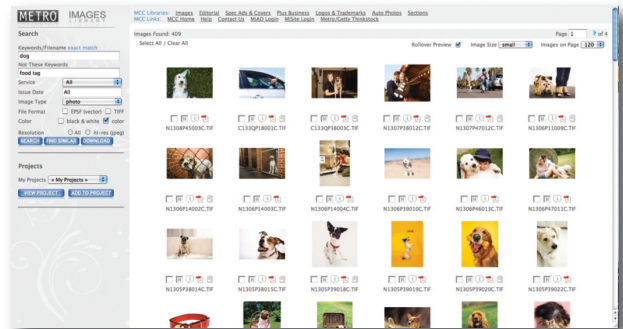 METRO IMAGES
LIBRARY
MCC Libraries: Images Editorial Spec Ads & Covers Plus Business Logos & Trademarks Auto Photos Sections
MCC Links: MCC Home Help Contact Us MiAD Login MiSite Login Metro/Getty Thinkstock
Search
Images Found: 409
Page 1 of 4
Select All / Clear All
Rollover Preview Image Size small Images on Page 120
Keywords/Filename exact match
dog
Not These Keywords
food tag
Service All
Issue Date All
Image Type photo
File Format EPSF (vector) TIFF
Color black & white color
Resolution All hi-res (jpeg)
SEARCH FIND SIMILAR DOWNLOAD
Projects
My Projects « My Projects »
VIEW PROJECT.. ADD TO PROJECT
N1308P45003C.TIF C133QP18001C.TIF C133QP18003C.TIF N1307P38012C.TIF N1307P47012C.TIF N1306P11009C.TIF
N1306P14002C.TIF N1306P14003C.TIF N1306P14004C.TIF N1306P39010C.TIF N1306P46013C.TIF N1306P47011C.TIF
N1305P38014C.TIF N1305P38015C.TIF N1305P39018C.TIF N1305P39019C.TIF N1305P39020C.TIF N1305P39022C.TIF